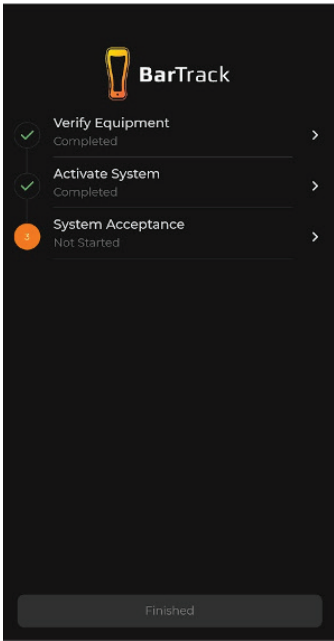 BarTrack
Verify Equipment
Completed
Activate System
Completed
3
System Acceptance
Not Started
Finished